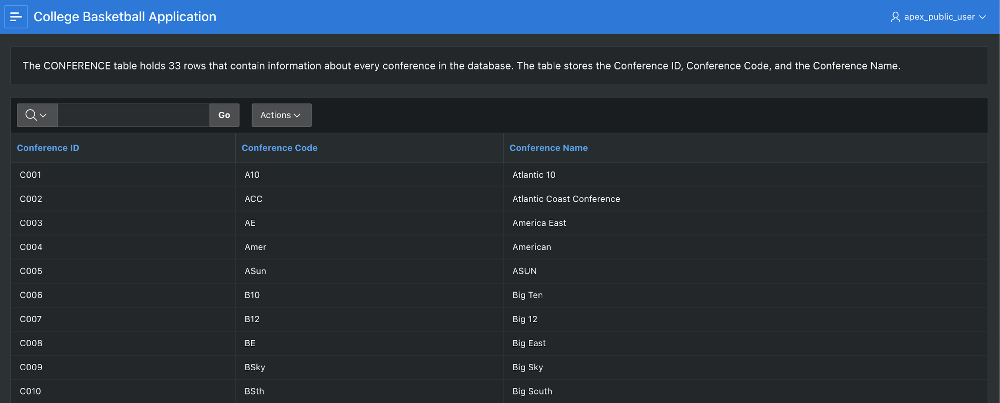 College Basketball Application
apex_public_user
The CONFERENCE table holds 33 rows that contain information about every conference in the database. The table stores the Conference ID, Conference Code, and the Conference Name.
Go
Actions
Conference ID Conference Code Conference Name
C001 A10 Atlantic 10
C002 ACC Atlantic Coast Conference
C003 AE America East
C004 Amer American
C005 ASun ASUN
C006 B10 Big Ten
C007 B12 Big 12
C008 BE Big East
C009 BSky Big Sky
C010 BSth Big South